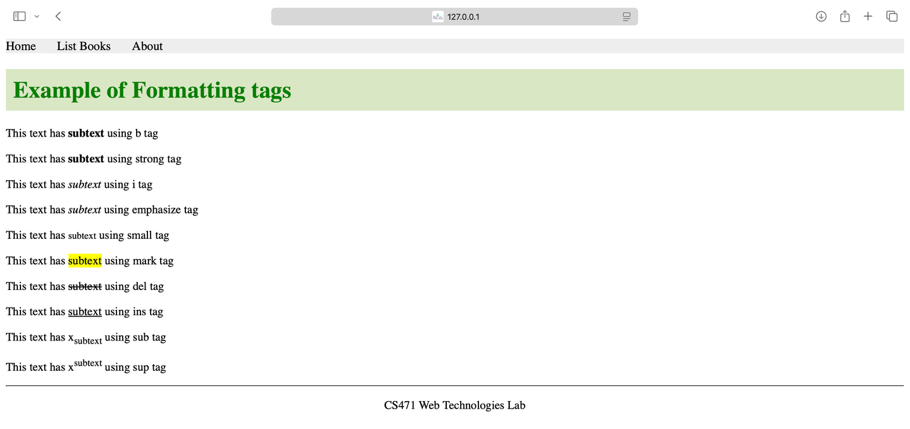 127.0.0.1
Home List Books About
Example of Formatting tags
This text has subtext using b tag
This text has subtext using strong tag
This text has subtext using i tag
This text has subtext using emphasize tag
This text has subtext using small tag
This text has subtext using mark tag
This text has subtext using del tag
This text has subtext using ins tag
This text has xsubtext using sub tag
This text has xsubtext using sup tag
CS471 Web Technologies Lab